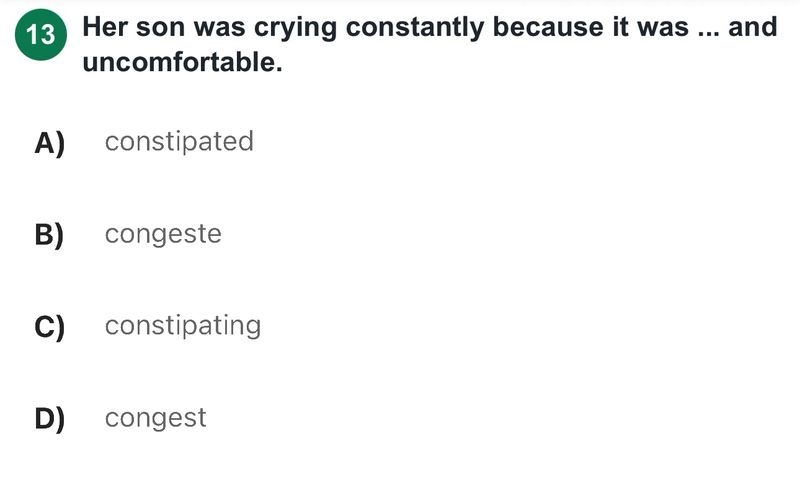 13 Her son was crying constantly because it was ... and
uncomfortable.
A) constipated
B) congeste
C) constipating
D) congest